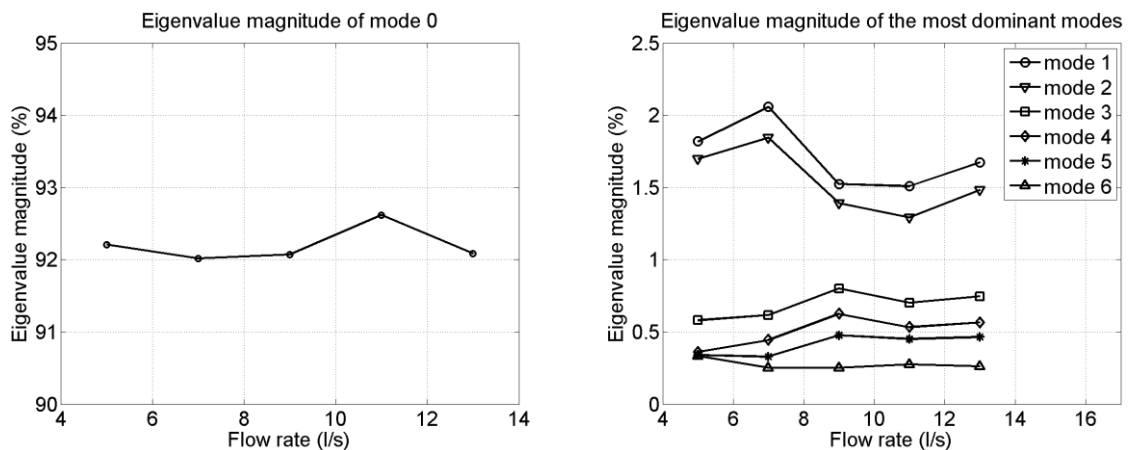 Eigenvalue magnitude of mode 0
95
94
93
92
91
90
Eigenvalue magnitude (%)
4 6 8 10 12 14
Flow rate (l/s)
Eigenvalue magnitude of the most dominant modes
2.5
2
1.5
1
0.5
0
Eigenvalue magnitude (%)
4 6 8 10 12 14 16
Flow rate (l/s)
mode 1
mode 2
mode 3
mode 4
mode 5
mode 6